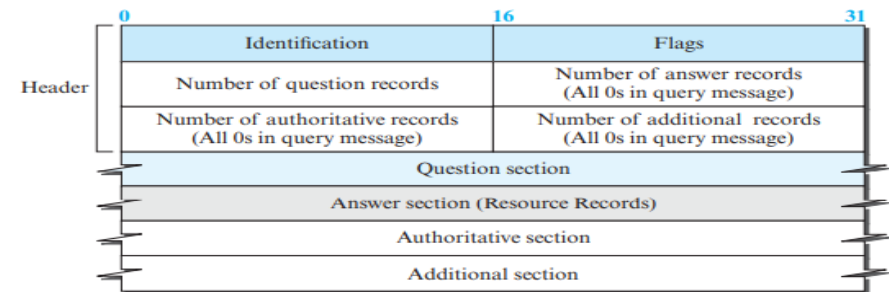 0 16 31
Identification Flags
Header
Number of question records
Number of answer records
(All 0s in query message)
Number of authoritative records
(All 0s in query message)
Number of additional records
(All 0s in query message)
Question section
Answer section (Resource Records)
Authoritative section
Additional section